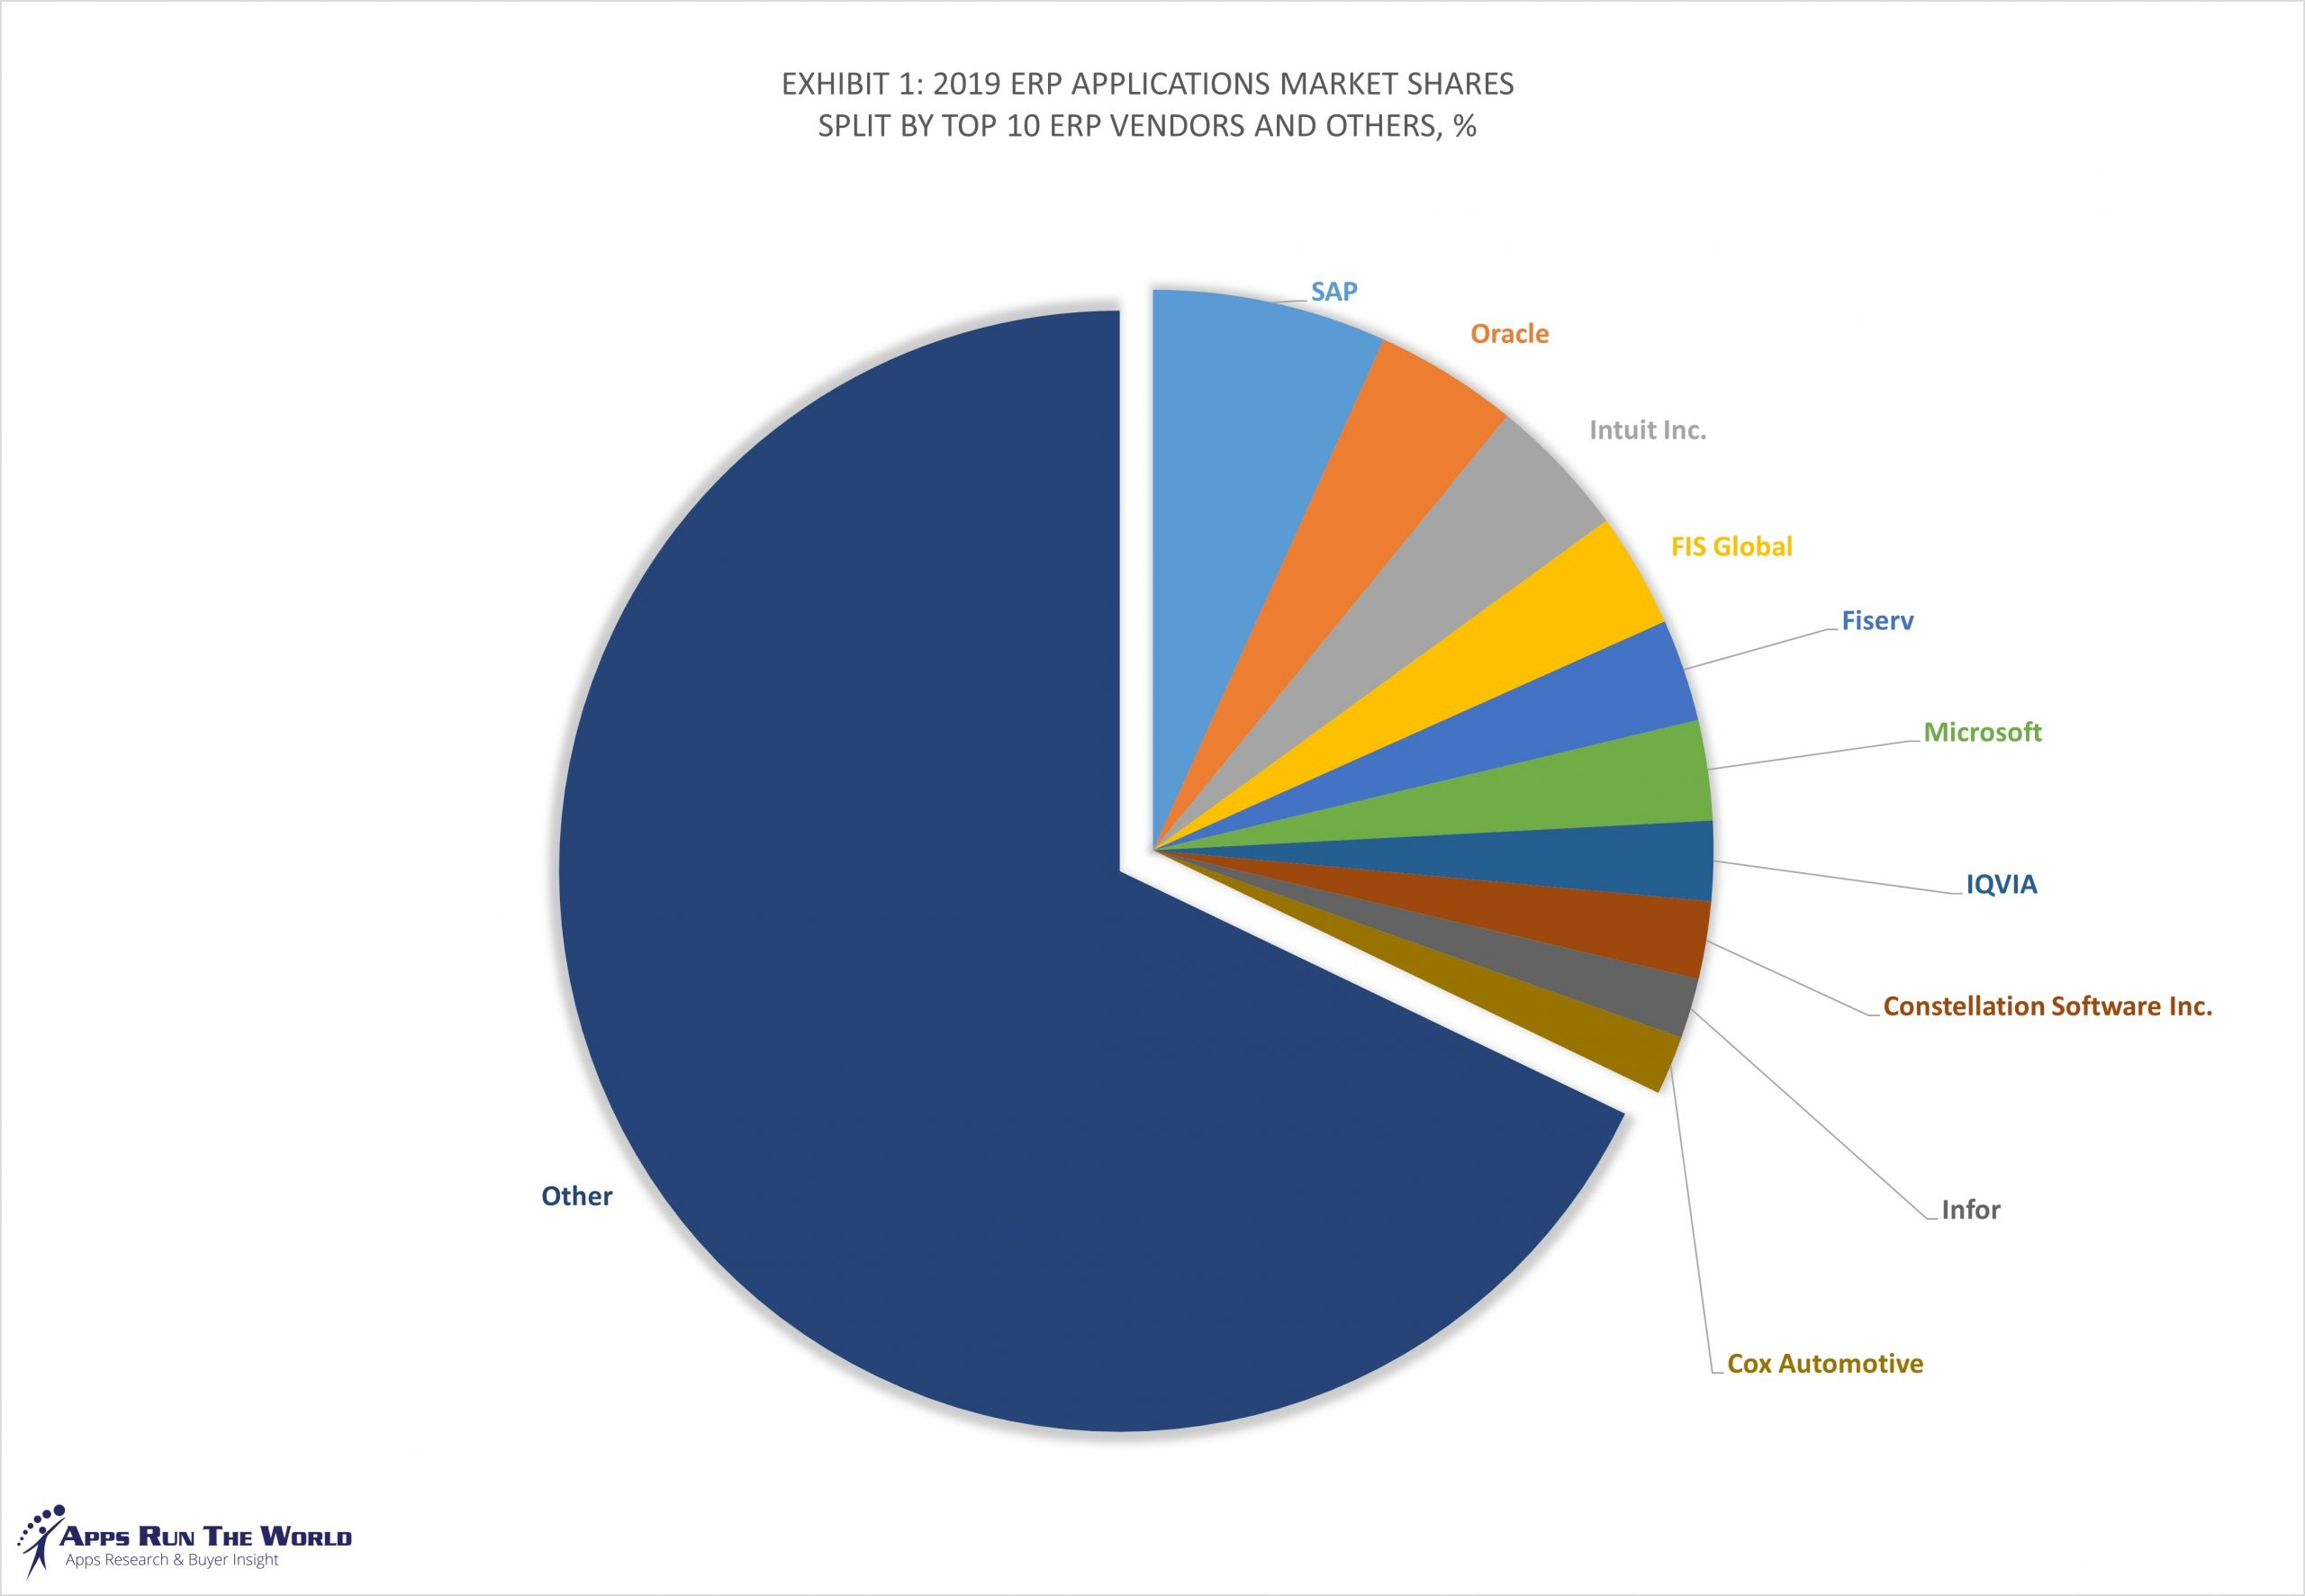 EXHIBIT 1: 2019 ERP APPLICATIONS MARKET SHARES
SPLIT BY TOP 10 ERP VENDORS AND OTHERS, %
SAP
Oracle
Intuit Inc.
FIS Global
Fiserv
Microsoft
IQVIA
Constellation Software Inc.
Infor
Cox Automotive
Other
APPS RUN THE WORLD
Apps Research & Buyer Insight